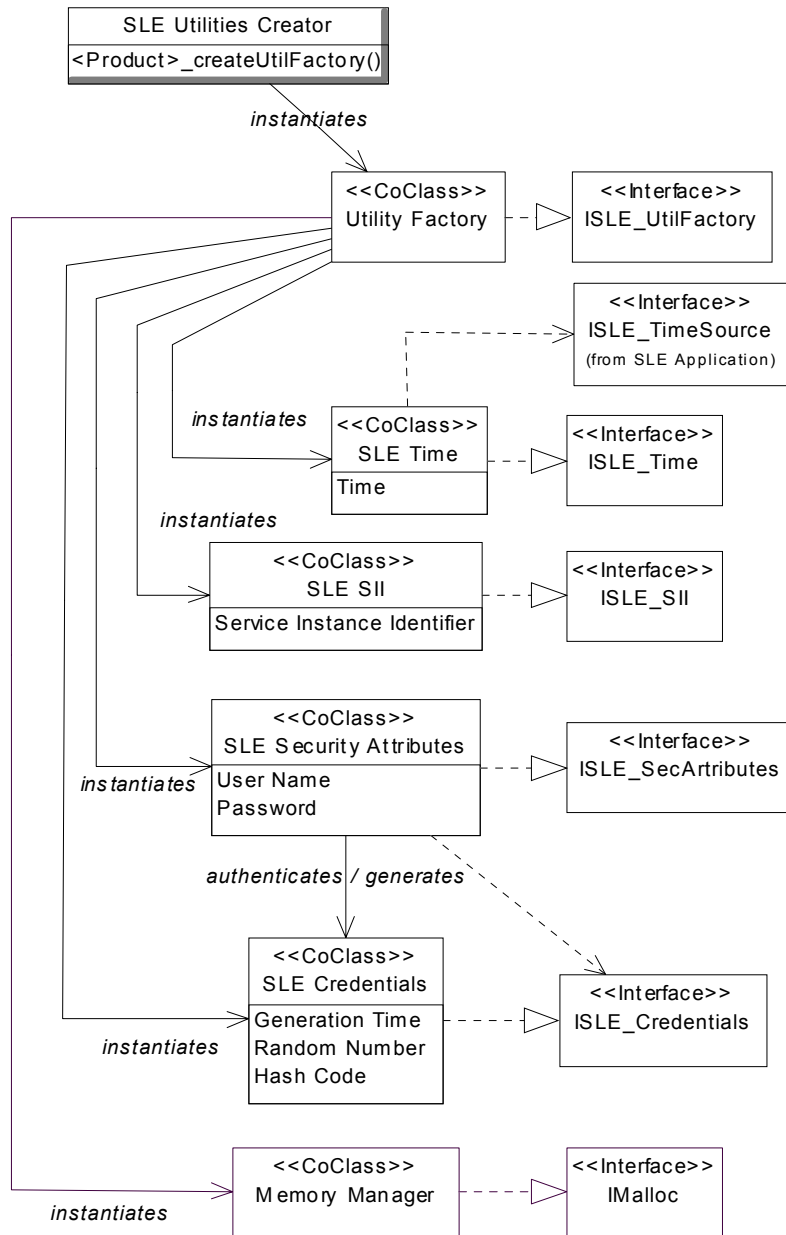 SLE Utilities Creator
<Product>_createUtilFactory()
instantiates
<<CoClass>>
Utility Factory
<<Interface>>
ISLE_UtilFactory
<<Interface>>
ISLE_TimeSource
(from SLE Application)
instantiates
<<CoClass>>
SLE Time
Time
<<Interface>>
ISLE_Time
instantiates
<<CoClass>>
SLE SII
Service Instance Identifier
<<Interface>>
ISLE_SII
instantiates
<<CoClass>>
SLE Security Attributes
User Name
Password
<<Interface>>
ISLE_SecArtributes
authenticates / generates
<<CoClass>>
SLE Credentials
Generation Time
Random Number
Hash Code
<<Interface>>
ISLE_Credentials
instantiates
<<CoClass>>
Memory Manager
<<Interface>>
IMalloc
instantiates